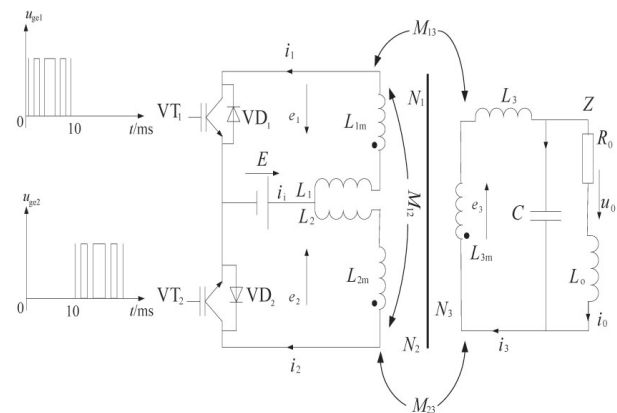 u_ge1
0
10
t/ms
u_ge2
0
10
t/ms
VT_1
VD_1
VT_2
VD_2
E
i_i
i_1
i_2
e_1
e_2
L_1m
L_1
L_2
L_2m
N_1
N_2
M_12
M_13
M_23
L_3
e_3
L_3m
N_3
i_3
C
Z
R_0
u_0
L_o
i_0